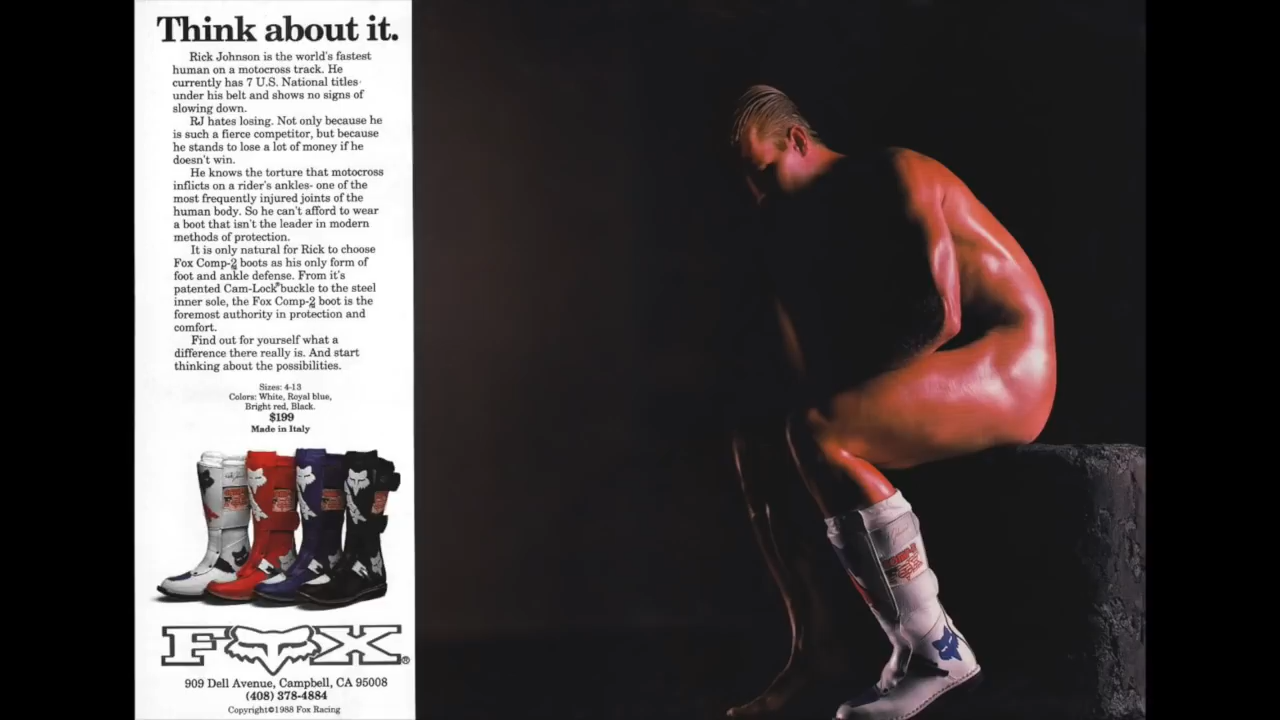 Think about it.
Rick Johnson is the world's fastest
human on a motocross track. He
currently has 7 U.S. National titles
under his belt and shows no signs of
slowing down.
RJ hates losing. Not only because he
is such a fierce competitor, but because
he stands to lose a lot of money if he
doesn't win.
He knows the torture that motocross
inflicts on a rider's ankles- one of the
most frequently injured joints of the
human body. So he can't afford to wear
a boot that isn't the leader in modern
methods of protection.
It is only natural for Rick to choose
Fox Comp-2 boots as his only form of
foot and ankle defense. From it's
patented Cam-Lock® buckle to the steel
inner sole, the Fox Comp-2 boot is the
foremost authority in protection and
comfort.
Find out for yourself what a
difference there really is. And start
thinking about the possibilities.
Sizes: 4-13
Colors: White, Royal blue,
Bright red, Black.
$199
Made in Italy
FOX®
909 Dell Avenue, Campbell, CA 95008
(408) 378-4884
Copyright©1988 Fox Racing